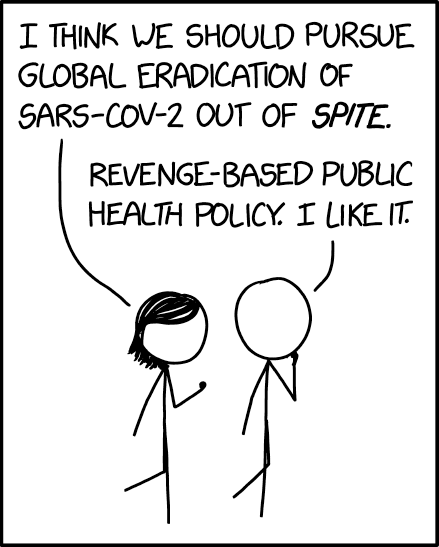 I THINK WE SHOULD PURSUE
GLOBAL ERADICATION OF
SARS-COV-2 OUT OF SPITE.
REVENGE-BASED PUBLIC
HEALTH POLICY. I LIKE IT.